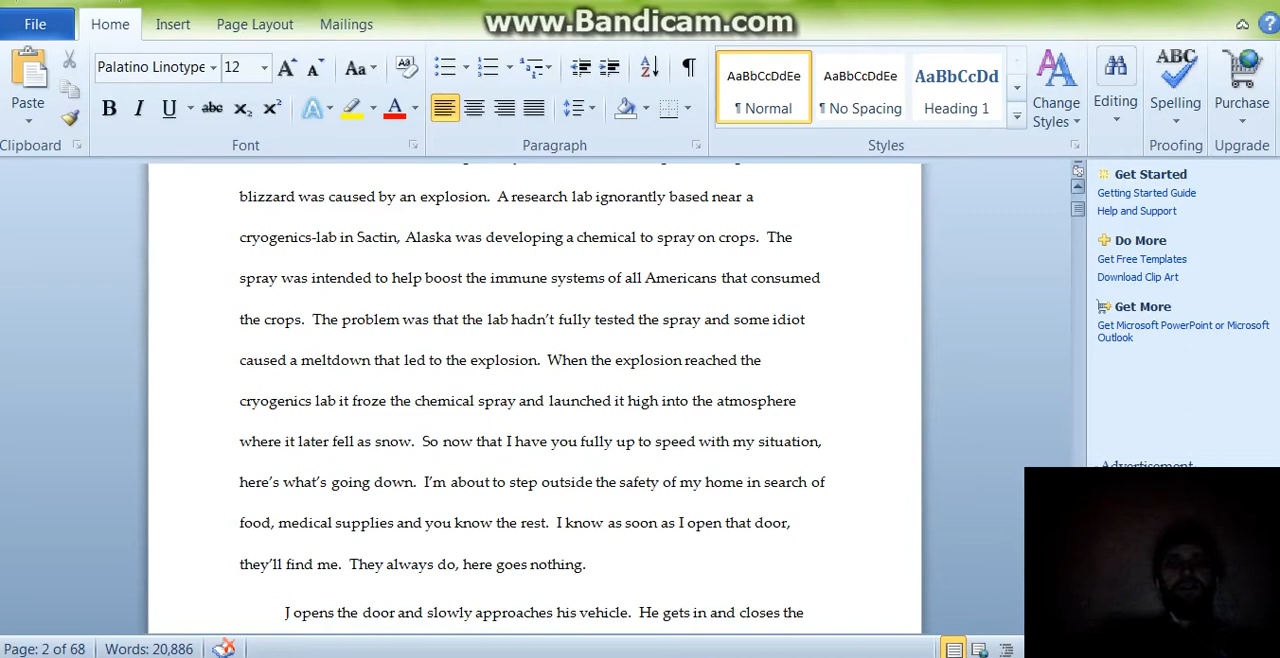 www.Bandicam.com
File Home Insert Page Layout Mailings
Palatino Linotype 12 Aa
Paste
B I U abc X₂ X² A A
AaBbCcDdEe AaBbCcDdEe AaBbCcDd
¶ Normal ¶ No Spacing Heading 1
Change Styles
Editing
ABC
Spelling
Purchase
Clipboard Font Paragraph Styles Proofing Upgrade
blizzard was caused by an explosion.  A research lab ignorantly based near a
cryogenics-lab in Sactin, Alaska was developing a chemical to spray on crops.  The
spray was intended to help boost the immune systems of all Americans that consumed
the crops.  The problem was that the lab hadn't fully tested the spray and some idiot
caused a meltdown that led to the explosion.  When the explosion reached the
cryogenics lab it froze the chemical spray and launched it high into the atmosphere
where it later fell as snow.  So now that I have you fully up to speed with my situation,
here's what's going down.  I'm about to step outside the safety of my home in search of
food, medical supplies and you know the rest.  I know as soon as I open that door,
they'll find me.  They always do, here goes nothing.
J opens the door and slowly approaches his vehicle.  He gets in and closes the
Get Started
Getting Started Guide
Help and Support
Do More
Get Free Templates
Download Clip Art
Get More
Get Microsoft PowerPoint or Microsoft
Outlook
Advertisement
Page: 2 of 68 Words: 20,886